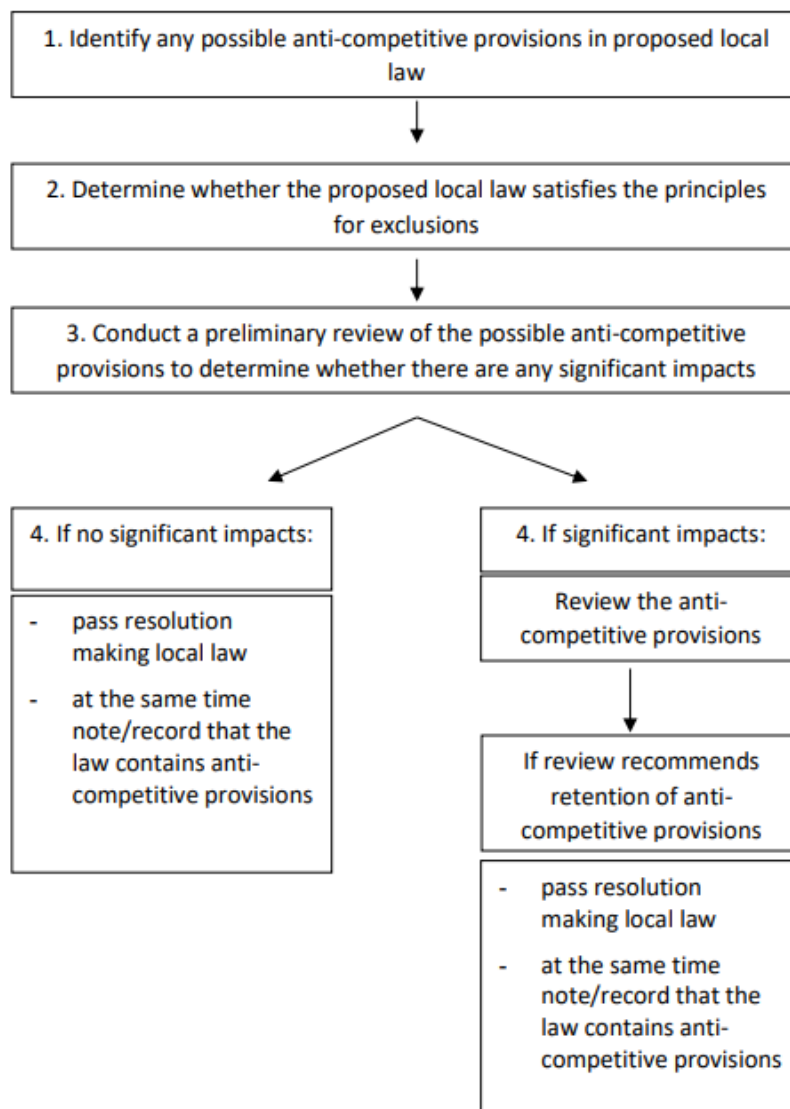 1. Identify any possible anti-competitive provisions in proposed local
law
2. Determine whether the proposed local law satisfies the principles
for exclusions
3. Conduct a preliminary review of the possible anti-competitive
provisions to determine whether there are any significant impacts
4. If no significant impacts:
- pass resolution
making local law
- at the same time
note/record that the
law contains anti-
competitive provisions
4. If significant impacts:
Review the anti-
competitive provisions
If review recommends
retention of anti-
competitive provisions
- pass resolution
making local law
- at the same time
note/record that the
law contains anti-
competitive provisions